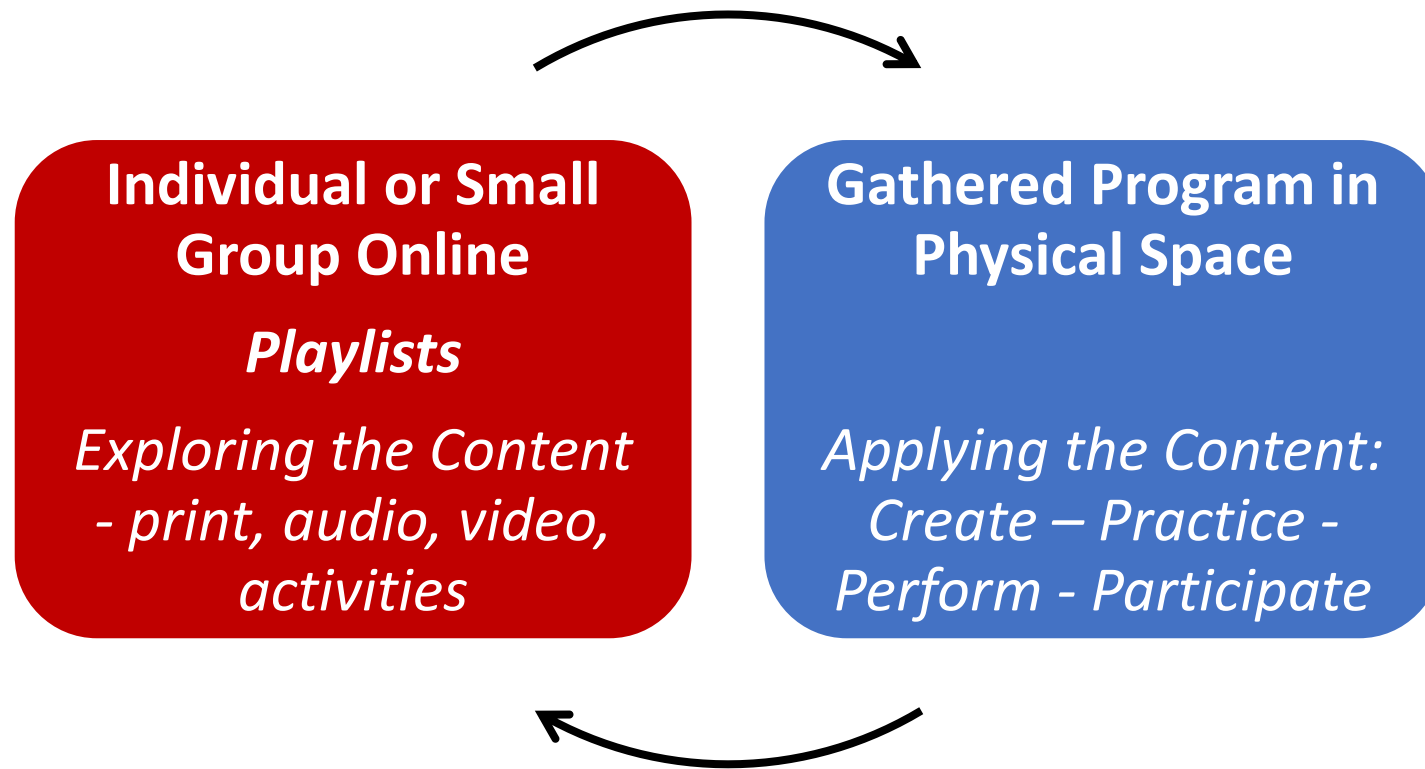 Individual or Small
Group Online
Playlists
Exploring the Content
- print, audio, video,
activities
Gathered Program in
Physical Space
Applying the Content:
Create – Practice -
Perform - Participate